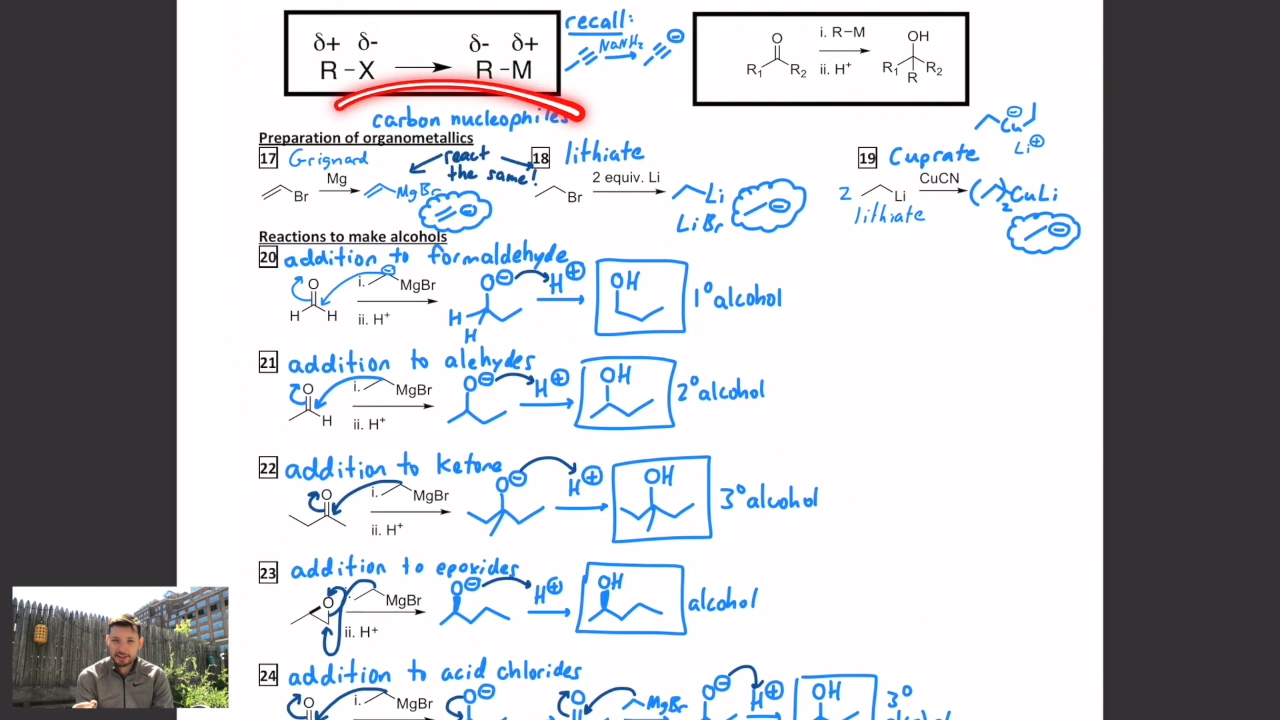 δ+ δ- δ- δ+
R-X → R-M
recall:
NaNH2
⊖
O i. R-M OH
R1 R2 ii. H+ R1 R R2
carbon nucleophiles
Preparation of organometallics
17 Grignard
Mg
Br MgBr
⊖
react
the same!
18 lithiate
2 equiv. Li
Br Li
LiBr ⊖
19 Cuprate
⊖
Cu
Li⊕
CuCN
2 Li ( )2CuLi
lithiate
⊖
Reactions to make alcohols
20 addition to formaldehyde
O i. ⊖ MgBr O⊖ H⊕ OH
H H ii. H+ H H
1° alcohol
21 addition to alehydes
O i. MgBr O⊖ H⊕ OH
H ii. H+
2° alcohol
22 addition to ketone
O i. MgBr O⊖ H⊕ OH
ii. H+
3° alcohol
23 addition to epoxides
O i. MgBr O⊖ H⊕ OH
ii. H+
alcohol
24 addition to acid chlorides
O i. MgBr O⊖ O MgBr O⊖ H⊕ OH
3°
alcohol